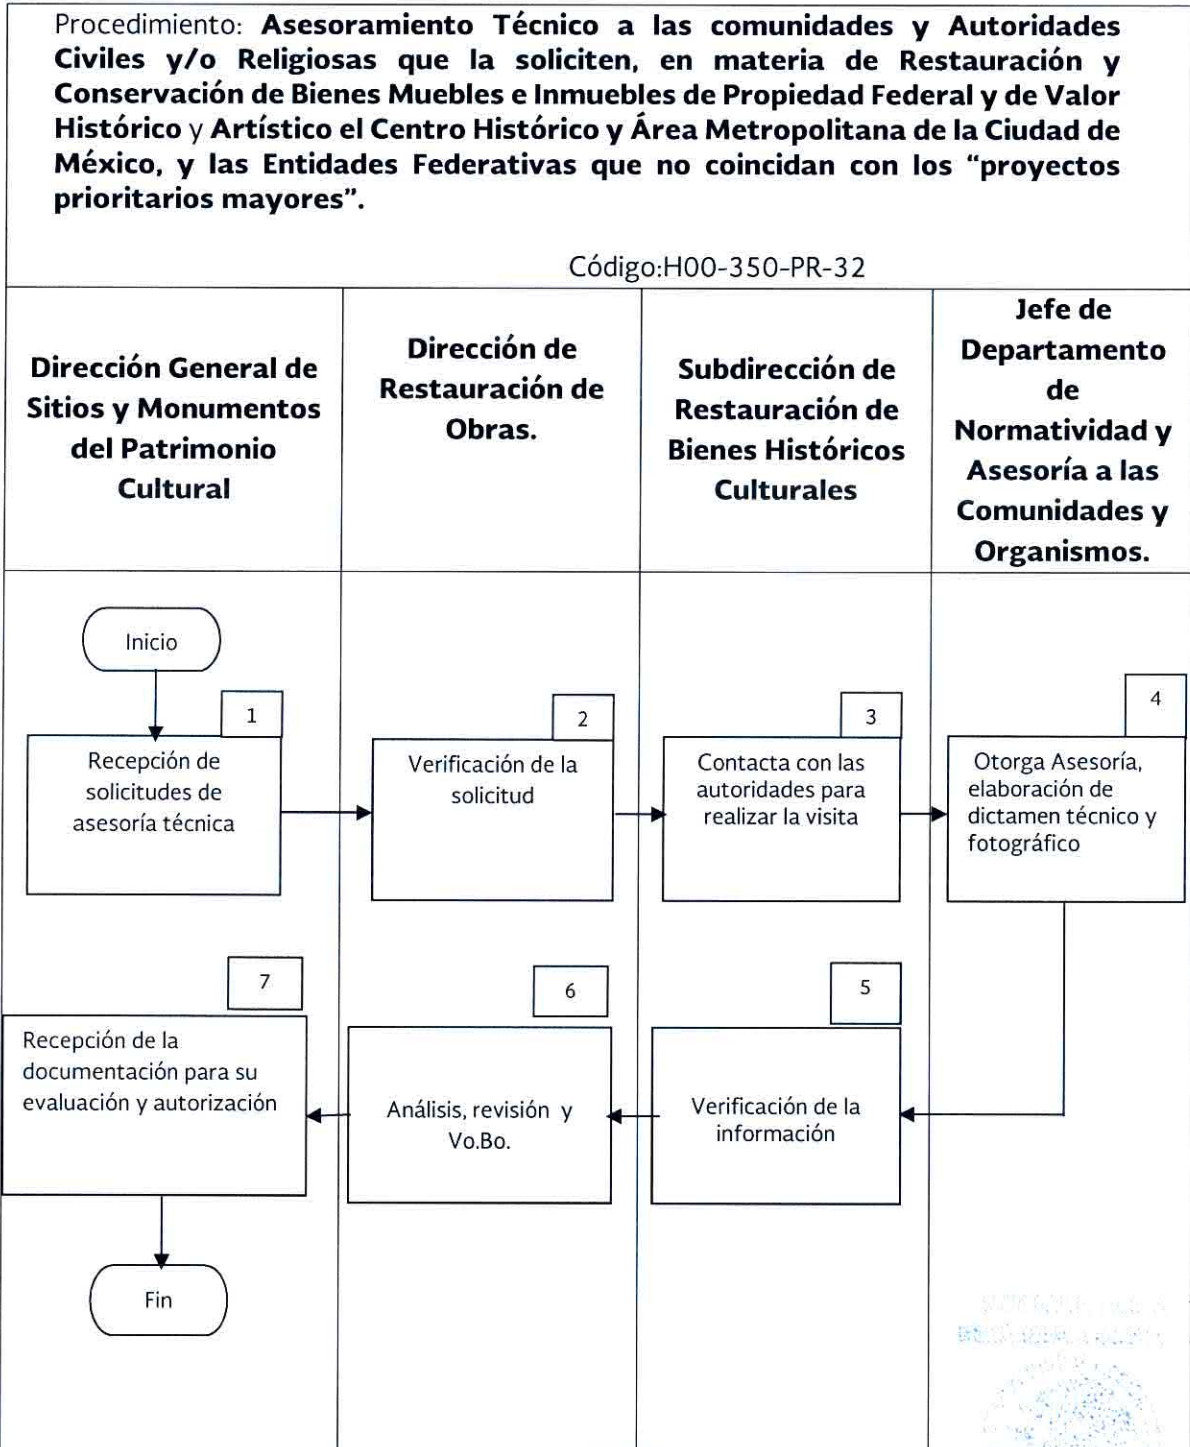 Procedimiento: Asesoramiento Técnico a las comunidades y Autoridades
Civiles y/o Religiosas que la soliciten, en materia de Restauración y
Conservación de Bienes Muebles e Inmuebles de Propiedad Federal y de Valor
Histórico y Artístico el Centro Histórico y Área Metropolitana de la Ciudad de
México, y las Entidades Federativas que no coincidan con los “proyectos
prioritarios mayores”.
Código:H00-350-PR-32
Dirección General de
Sitios y Monumentos
del Patrimonio
Cultural
Dirección de
Restauración de
Obras.
Subdirección de
Restauración de
Bienes Históricos
Culturales
Jefe de
Departamento
de
Normatividad y
Asesoría a las
Comunidades y
Organismos.
Inicio
1
Recepción de
solicitudes de
asesoría técnica
2
Verificación de la
solicitud
3
Contacta con las
autoridades para
realizar la visita
4
Otorga Asesoría,
elaboración de
dictamen técnico y
fotográfico
5
Verificación de la
información
6
Análisis, revisión y
Vo.Bo.
7
Recepción de la
documentación para su
evaluación y autorización
Fin